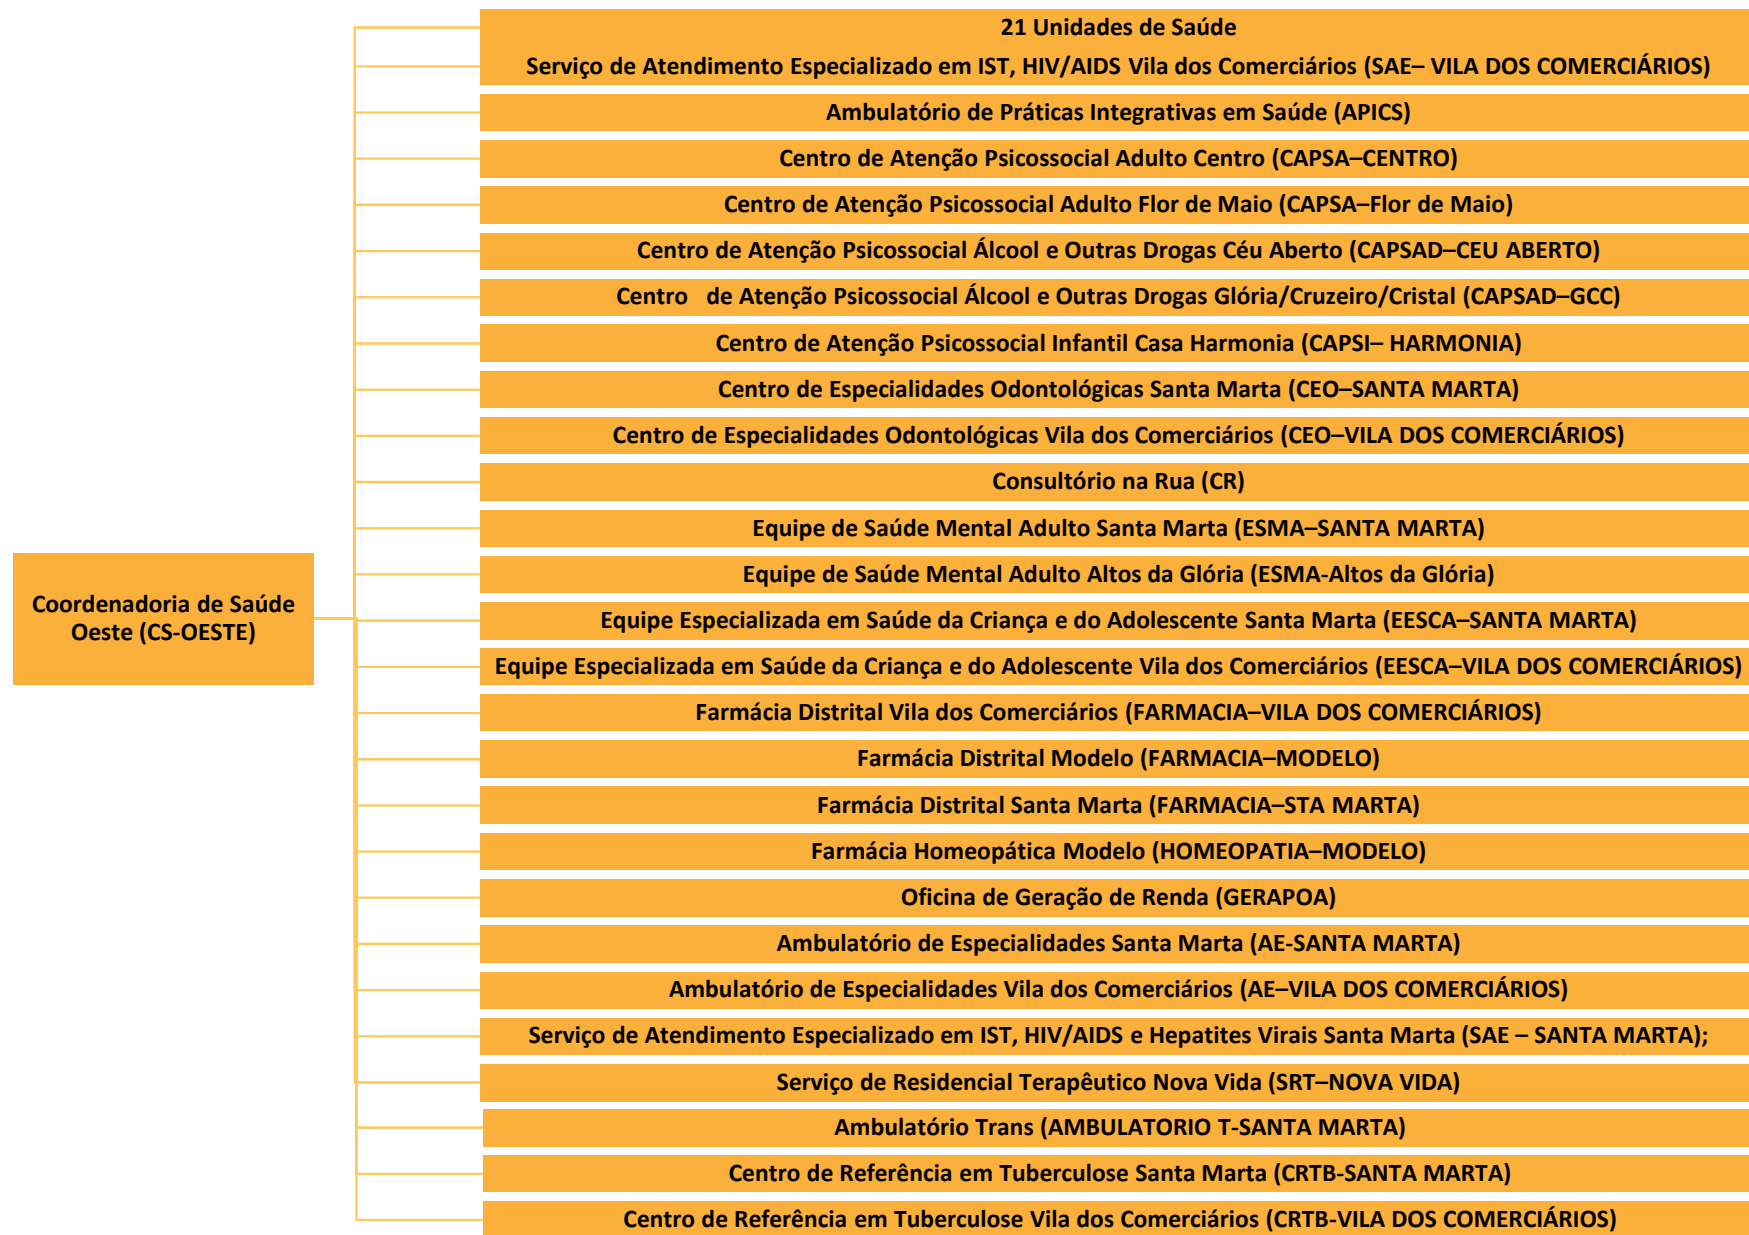 21 Unidades de Saúde
Serviço de Atendimento Especializado em IST, HIV/AIDS Vila dos Comerciários (SAE– VILA DOS COMERCIÁRIOS)
Ambulatório de Práticas Integrativas em Saúde (APICS)
Centro de Atenção Psicossocial Adulto Centro (CAPSA–CENTRO)
Centro de Atenção Psicossocial Adulto Flor de Maio (CAPSA–Flor de Maio)
Centro de Atenção Psicossocial Álcool e Outras Drogas Céu Aberto (CAPSAD–CEU ABERTO)
Centro   de Atenção Psicossocial Álcool e Outras Drogas Glória/Cruzeiro/Cristal (CAPSAD–GCC)
Centro de Atenção Psicossocial Infantil Casa Harmonia (CAPSI– HARMONIA)
Centro de Especialidades Odontológicas Santa Marta (CEO–SANTA MARTA)
Centro de Especialidades Odontológicas Vila dos Comerciários (CEO–VILA DOS COMERCIÁRIOS)
Consultório na Rua (CR)
Equipe de Saúde Mental Adulto Santa Marta (ESMA–SANTA MARTA)
Equipe de Saúde Mental Adulto Altos da Glória (ESMA-Altos da Glória)
Coordenadoria de Saúde
Oeste (CS-OESTE)
Equipe Especializada em Saúde da Criança e do Adolescente Santa Marta (EESCA–SANTA MARTA)
Equipe Especializada em Saúde da Criança e do Adolescente Vila dos Comerciários (EESCA–VILA DOS COMERCIÁRIOS)
Farmácia Distrital Vila dos Comerciários (FARMACIA–VILA DOS COMERCIÁRIOS)
Farmácia Distrital Modelo (FARMACIA–MODELO)
Farmácia Distrital Santa Marta (FARMACIA–STA MARTA)
Farmácia Homeopática Modelo (HOMEOPATIA–MODELO)
Oficina de Geração de Renda (GERAPOA)
Ambulatório de Especialidades Santa Marta (AE-SANTA MARTA)
Ambulatório de Especialidades Vila dos Comerciários (AE–VILA DOS COMERCIÁRIOS)
Serviço de Atendimento Especializado em IST, HIV/AIDS e Hepatites Virais Santa Marta (SAE – SANTA MARTA);
Serviço de Residencial Terapêutico Nova Vida (SRT–NOVA VIDA)
Ambulatório Trans (AMBULATORIO T-SANTA MARTA)
Centro de Referência em Tuberculose Santa Marta (CRTB-SANTA MARTA)
Centro de Referência em Tuberculose Vila dos Comerciários (CRTB-VILA DOS COMERCIÁRIOS)